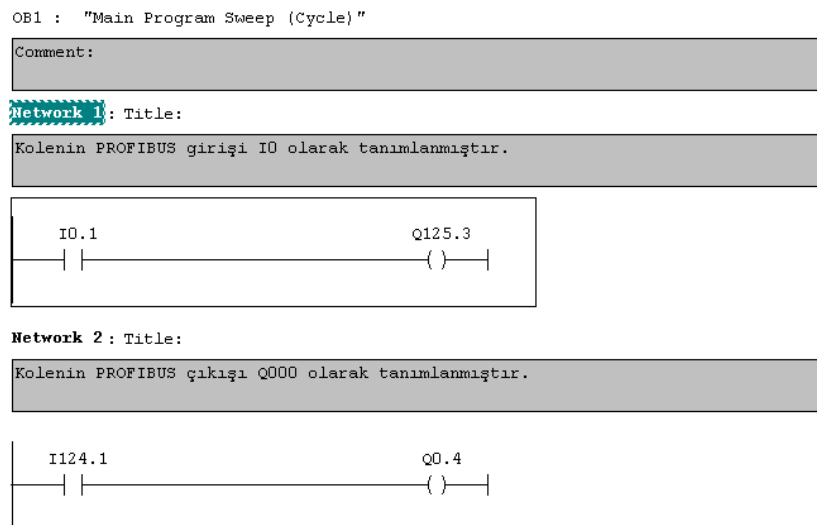 OB1 : "Main Program Sweep (Cycle)"
Comment:
Network 1: Title:
Kolenin PROFIBUS girişi I0 olarak tanımlanmıştır.
I0.1 Q125.3
Network 2: Title:
Kolenin PROFIBUS çıkışı Q000 olarak tanımlanmıştır.
I124.1 Q0.4